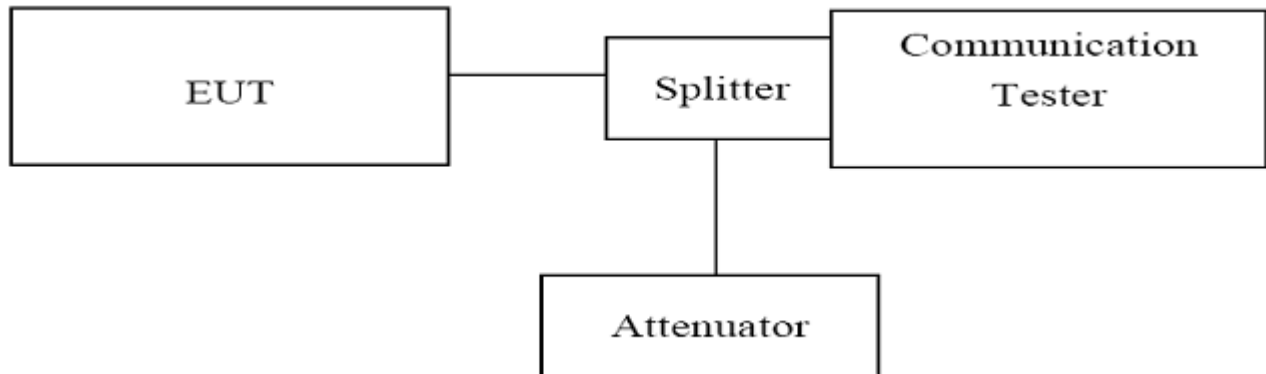 EUT
Splitter
Communication
Tester
Attenuator